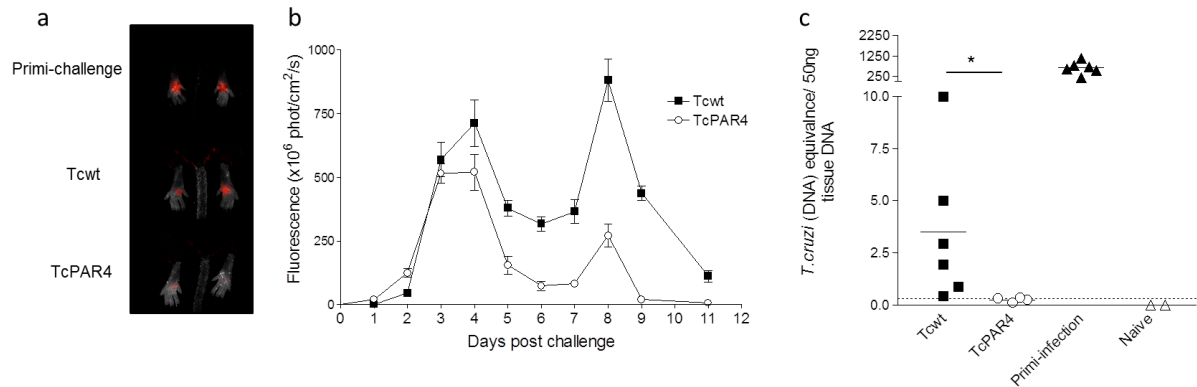 a
Primi-challenge
Tcwt
TcPAR4
b
Fluorescence (x10⁶ phot/cm²/s)
1000
750
500
250
0
0 1 2 3 4 5 6 7 8 9 10 11 12
Days post challenge
Tcwt
TcPAR4
c
T.cruzi (DNA) equivalnce/ 50ng
tissue DNA
2250
1250
250
10.0
7.5
5.0
2.5
0.0
*
Tcwt
TcPAR4
Primi-infection
Naive